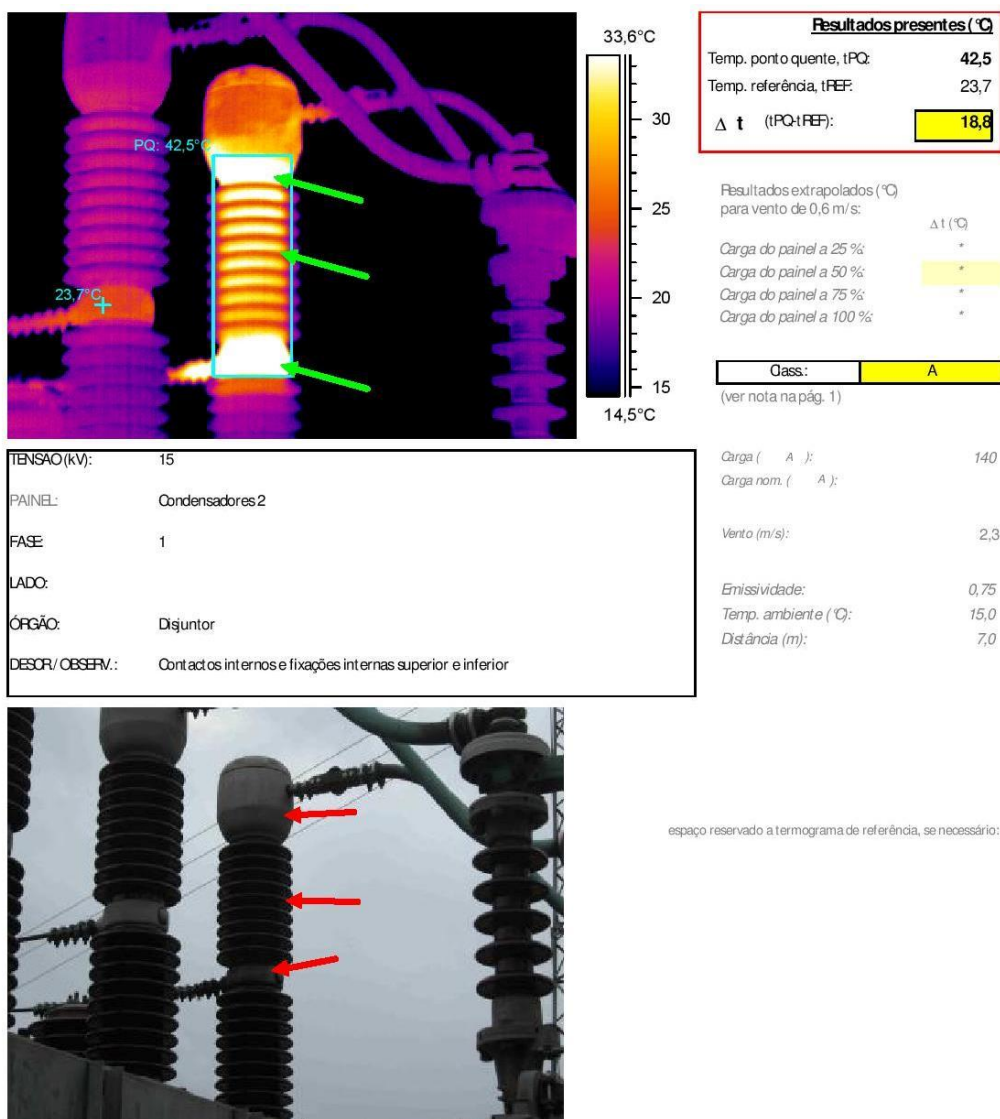 33,6°C
30
25
20
15
14,5°C
PQ: 42,5°C
23,7°C
Resultados presentes (°C)
Temp. ponto quente, tPQ: 42,5
Temp. referência, tREF: 23,7
Δ t (tPQ-tREF): 18,8
Resultados extrapolados (°C)
para vento de 0,6 m/s:
Δ t (°C)
Carga do painel a 25 %: *
Carga do painel a 50 %: *
Carga do painel a 75 %: *
Carga do painel a 100 %: *
Class.: A
(ver nota na pág. 1)
TENSAO (kV): 15
PAINEL: Condensadores 2
FASE: 1
LADO:
ÓRGÃO: Disjuntor
DESCR / OBSERV.: Contactos internos e fixações internas superior e inferior
Carga ( A ): 140
Carga nom. ( A ):
Vento (m/s): 2,3
Emissividade: 0,75
Temp. ambiente (°C): 15,0
Distância (m): 7,0
espaço reservado a termograma de referência, se necessário: